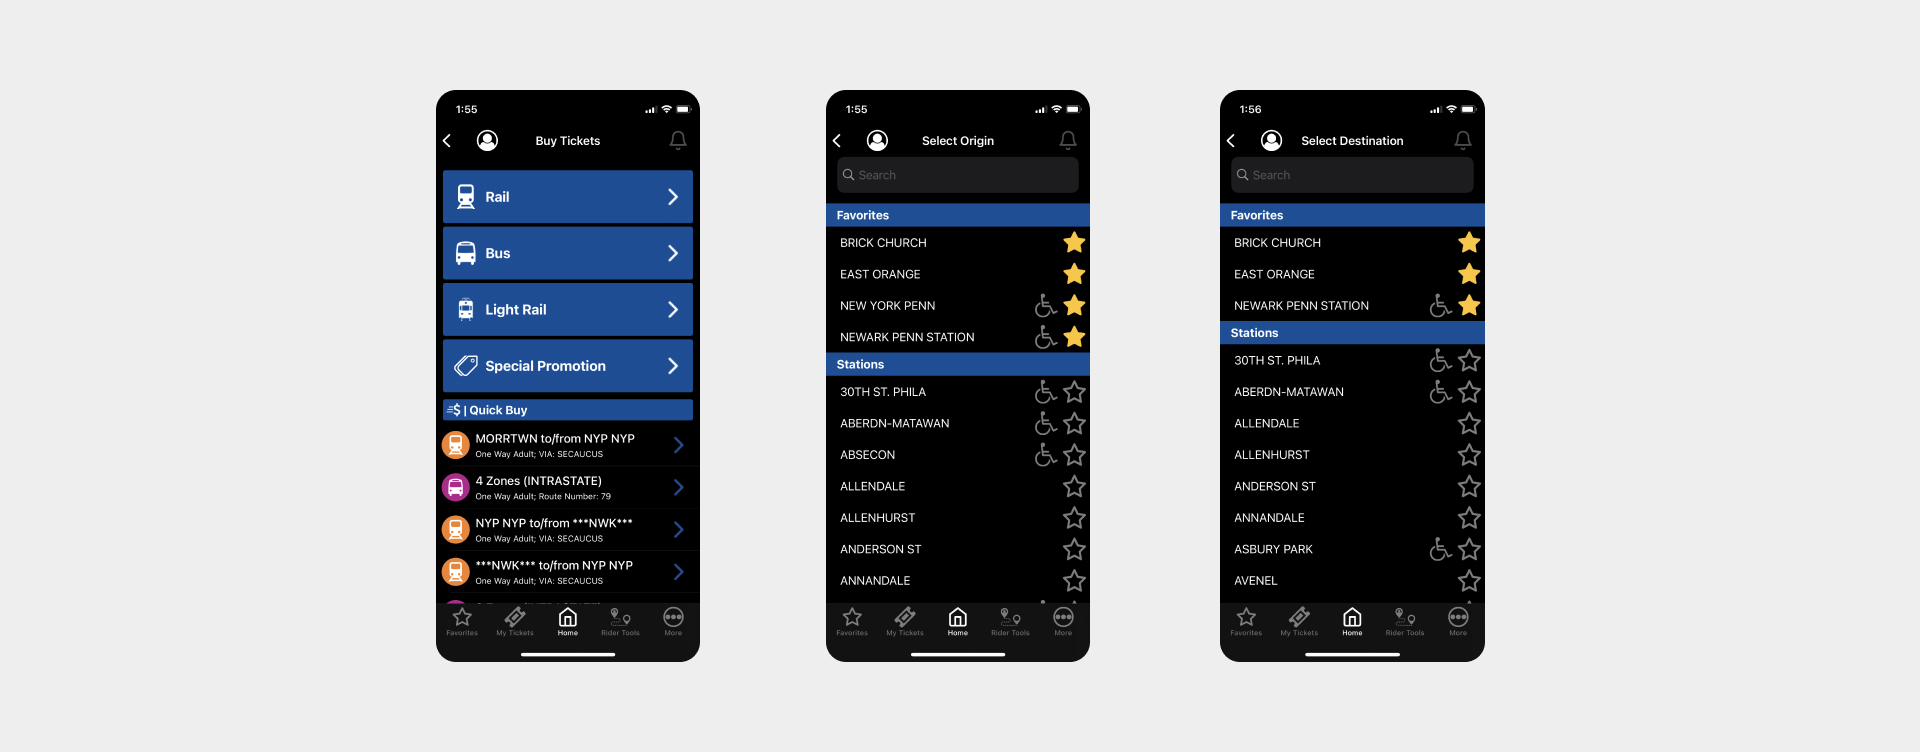 1:55
Buy Tickets
Rail
Bus
Light Rail
Special Promotion
$ | Quick Buy
MORRTWN to/from NYP NYP
One Way Adult; VIA: SECAUCUS
4 Zones (INTRASTATE)
One Way Adult; Route Number: 79
NYP NYP to/from ***NWK***
One Way Adult; VIA: SECAUCUS
***NWK*** to/from NYP NYP
One Way Adult; VIA: SECAUCUS
Favorites
My Tickets
Home
Rider Tools
More
1:55
Select Origin
Search
Favorites
BRICK CHURCH
EAST ORANGE
NEW YORK PENN
NEWARK PENN STATION
Stations
30TH ST. PHILA
ABERDN-MATAWAN
ABSECON
ALLENDALE
ALLENHURST
ANDERSON ST
ANNANDALE
Favorites
My Tickets
Home
Rider Tools
More
1:56
Select Destination
Search
Favorites
BRICK CHURCH
EAST ORANGE
NEWARK PENN STATION
Stations
30TH ST. PHILA
ABERDN-MATAWAN
ALLENDALE
ALLENHURST
ANDERSON ST
ANNANDALE
ASBURY PARK
AVENEL
Favorites
My Tickets
Home
Rider Tools
More